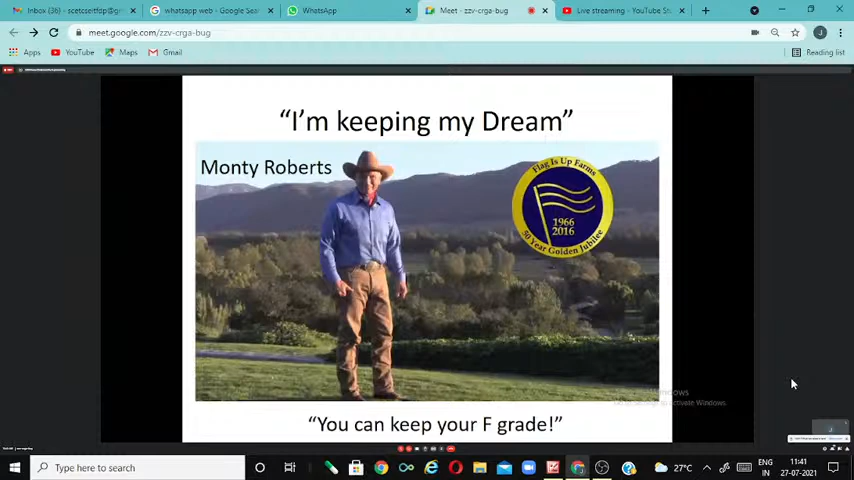 Inbox (36) - scetcseitfdp@gm
whatsapp web - Google Sear
WhatsApp
Meet - zzv-crga-bug
Live streaming - YouTube St
meet.google.com/zzv-crga-bug
Apps
YouTube
Maps
Gmail
Reading list
“I'm keeping my Dream”
Monty Roberts
Flag Is Up Farms
1966
2016
50 Year Golden Jubilee
“You can keep your F grade!”
Type here to search
27°C
ENG
IN
11:41
27-07-2021